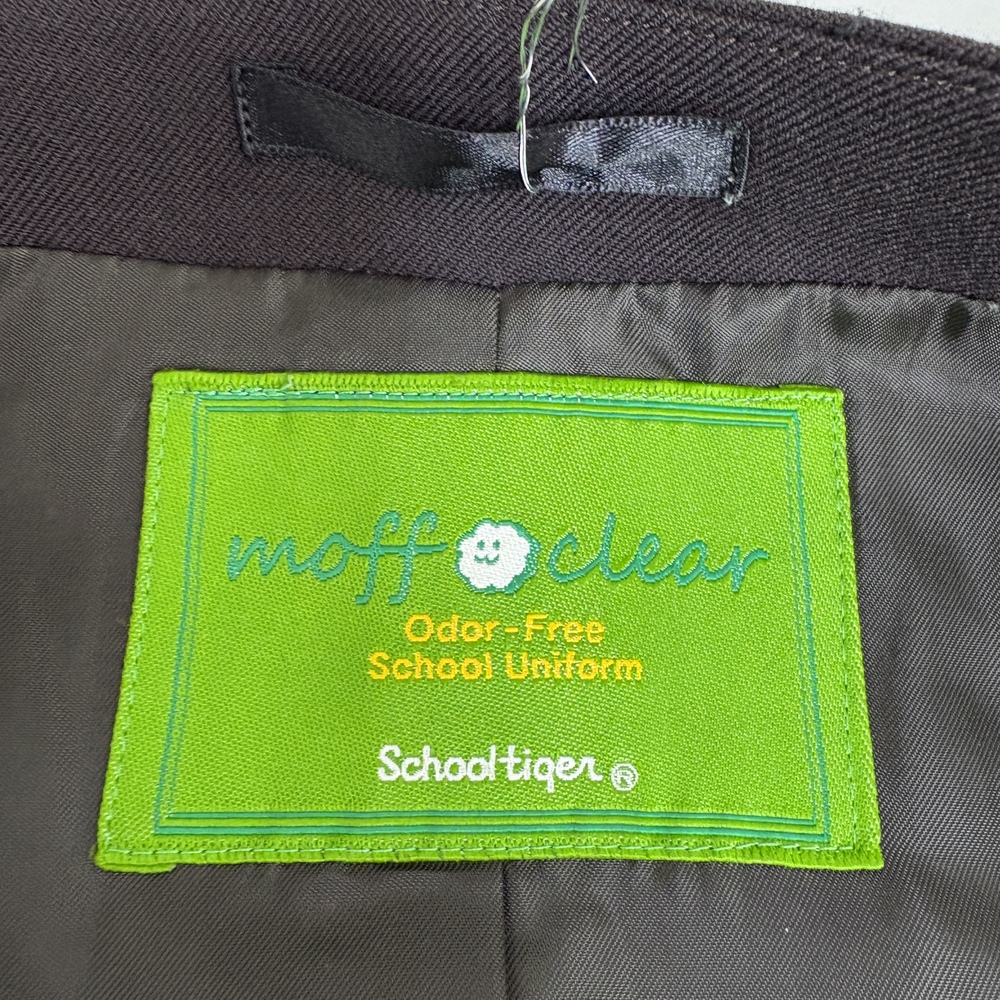 moff clear
Odor-Free
School Uniform
Schooltiger ®